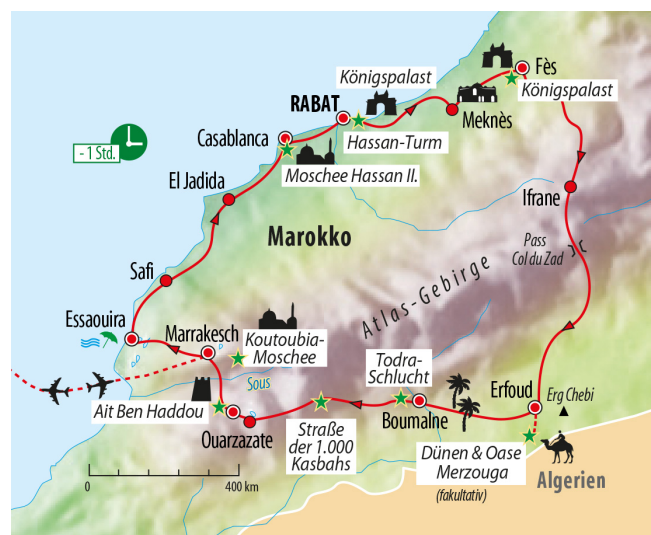 Fès
Königspalast
Königspalast
RABAT
Meknès
Casablanca
Hassan-Turm
- 1 Std.
Moschee Hassan II.
El Jadida
Ifrane
Marokko
Pass
Col du Zad
Atlas-Gebirge
Safi
Essaouira
Marrakesch
Koutoubia-
Moschee
Todra-
Schlucht
Sous
Erfoud
Erg Chebi
Ait Ben Haddou
Boumalne
Ouarzazate
Straße
der 1.000
Kasbahs
Dünen & Oase
Merzouga
(fakultativ)
Algerien
0
400 km